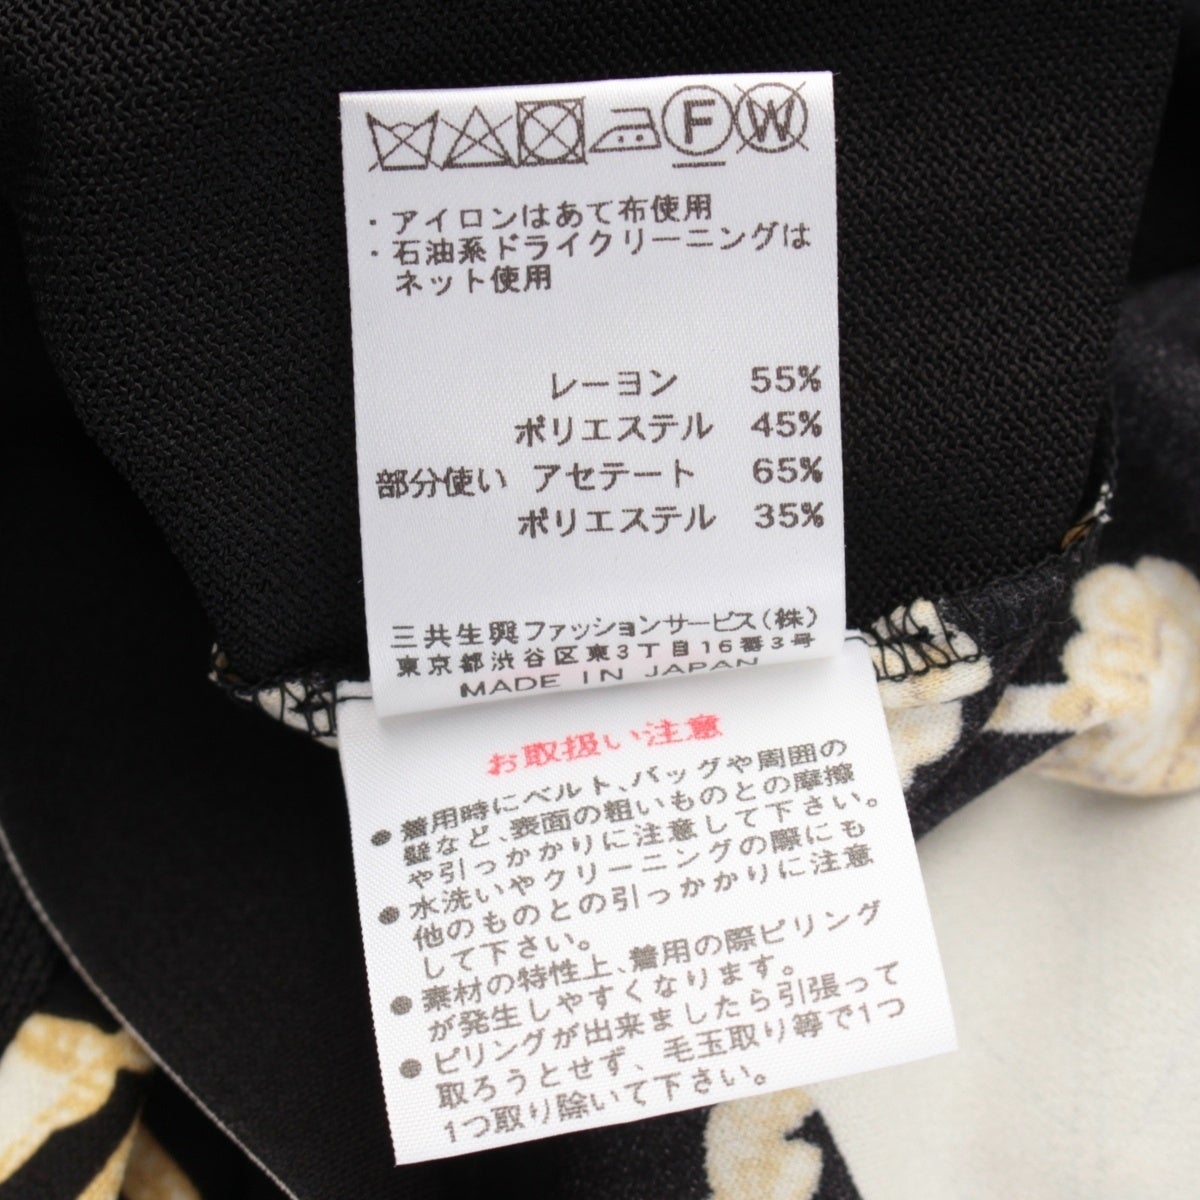 F W
・アイロンはあて布使用
・石油系ドライクリーニングは
ネット使用
レーヨン 55%
ポリエステル 45%
部分使い アセテート 65%
ポリエステル 35%
三共生興ファッションサービス(株)
東京都渋谷区東3丁目16番3号
MADE IN JAPAN
お取扱い注意
●着用時にベルト、バッグや周囲の
壁など、表面の粗いものとの摩擦
や引っかかりに注意して下さい。
●水洗いやクリーニングの際にも
他のものとの引っかかりに注意
して下さい。
●素材の特性上、着用の際ピリング
が発生しやすくなります。
●ピリングが出来ましたら引張って
取ろうとせず、毛玉取り等で1つ
1つ取り除いて下さい。